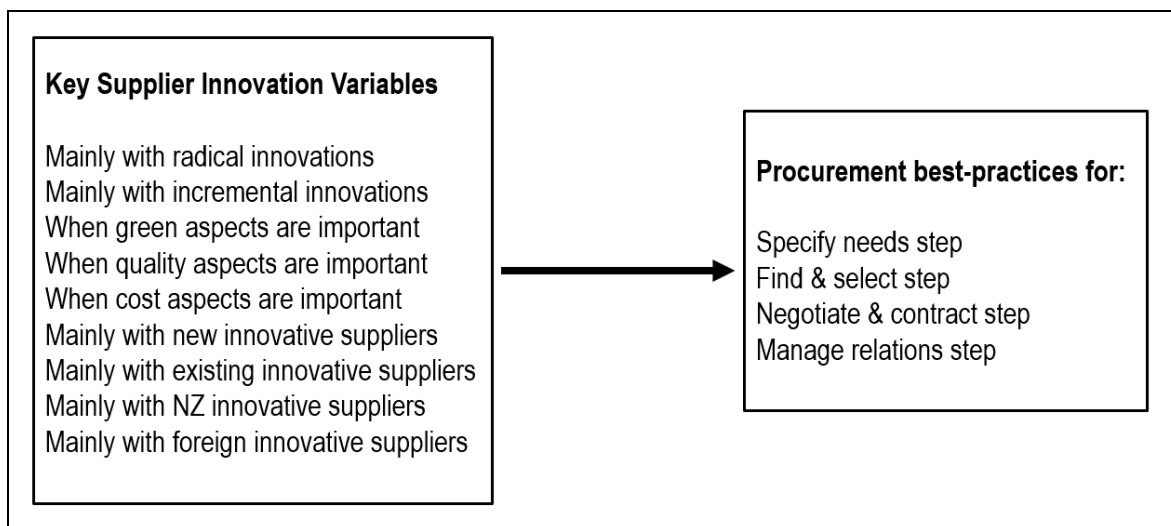 Key Supplier Innovation Variables
Mainly with radical innovations
Mainly with incremental innovations
When green aspects are important
When quality aspects are important
When cost aspects are important
Mainly with new innovative suppliers
Mainly with existing innovative suppliers
Mainly with NZ innovative suppliers
Mainly with foreign innovative suppliers
Procurement best-practices for:
Specify needs step
Find & select step
Negotiate & contract step
Manage relations step